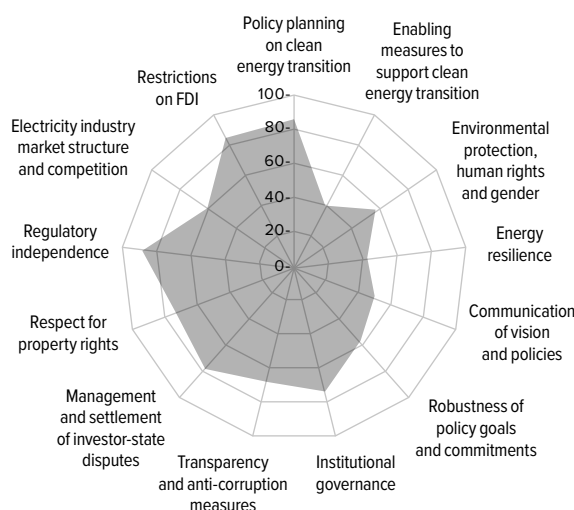 Policy planning
on clean
energy transition
Enabling
measures to
support clean
energy transition
Environmental
protection,
human rights
and gender
Energy
resilience
Communication
of vision
and policies
Robustness of
policy goals
and commitments
Institutional
governance
Transparency
and anti-corruption
measures
Management
and settlement
of investor-state
disputes
Respect for
property rights
Regulatory
independence
Electricity industry
market structure
and competition
Restrictions
on FDI
100-
80-
60-
40-
20-
0-